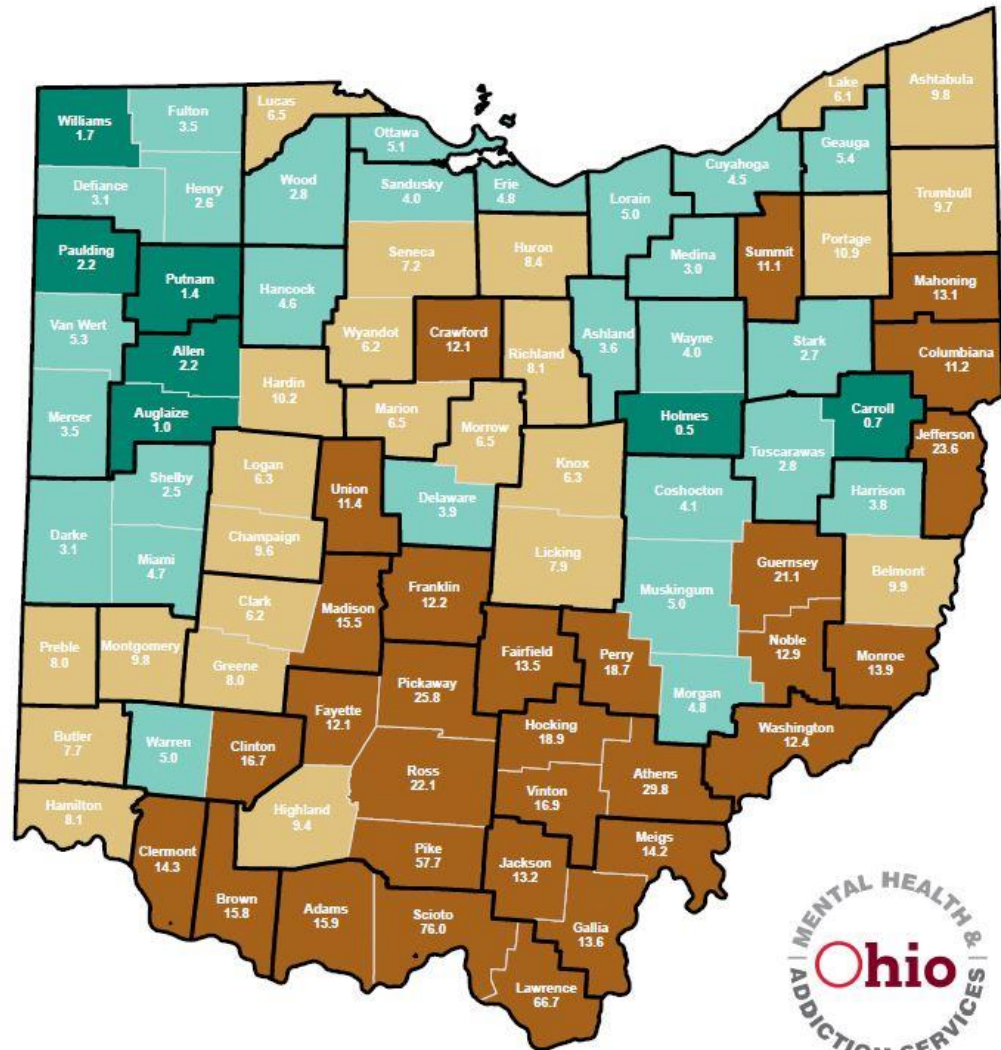 Ashtabula
9.8
Lake
6.1
Geauga
5.4
Williams
1.7
Fulton
3.5
Lucas
6.5
Ottawa
5.1
Cuyahoga
4.5
Defiance
3.1
Henry
2.6
Wood
2.8
Sandusky
4.0
Erie
4.8
Lorain
5.0
Trumbull
9.7
Paulding
2.2
Putnam
1.4
Hancock
4.6
Seneca
7.2
Huron
8.4
Medina
3.0
Summit
11.1
Portage
10.9
Mahoning
13.1
Van Wert
5.3
Allen
2.2
Wyandot
6.2
Crawford
12.1
Richland
8.1
Ashland
3.6
Wayne
4.0
Stark
2.7
Columbiana
11.2
Mercer
3.5
Auglaize
1.0
Hardin
10.2
Marion
6.5
Morrow
6.5
Holmes
0.5
Carroll
0.7
Jefferson
23.6
Shelby
2.5
Logan
6.3
Union
11.4
Delaware
3.9
Knox
6.3
Coshocton
4.1
Tuscarawas
2.8
Harrison
3.8
Darke
3.1
Miami
4.7
Champaign
9.6
Licking
7.9
Muskingum
5.0
Guernsey
21.1
Belmont
9.9
Clark
6.2
Madison
15.5
Franklin
12.2
Preble
8.0
Montgomery
9.8
Greene
8.0
Fairfield
13.5
Perry
18.7
Noble
12.9
Monroe
13.9
Fayette
12.1
Pickaway
25.8
Morgan
4.8
Washington
12.4
Butler
7.7
Warren
5.0
Clinton
16.7
Ross
22.1
Hocking
18.9
Athens
29.8
Hamilton
8.1
Highland
9.4
Vinton
16.9
Clermont
14.3
Pike
57.7
Jackson
13.2
Meigs
14.2
Brown
15.8
Adams
15.9
Scioto
76.0
Gallia
13.6
Lawrence
66.7
MENTAL HEALTH &
Ohio
ADDICTION SERVICES